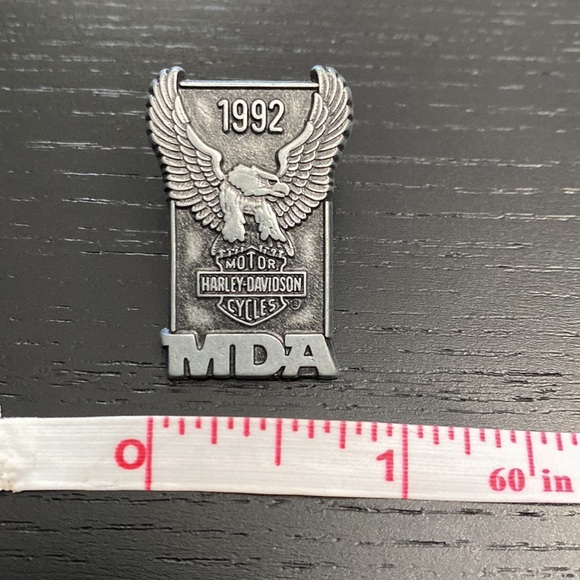 1992
MOTOR
HARLEY-DAVIDSON
CYCLES ®
MDA
0 1 60 in